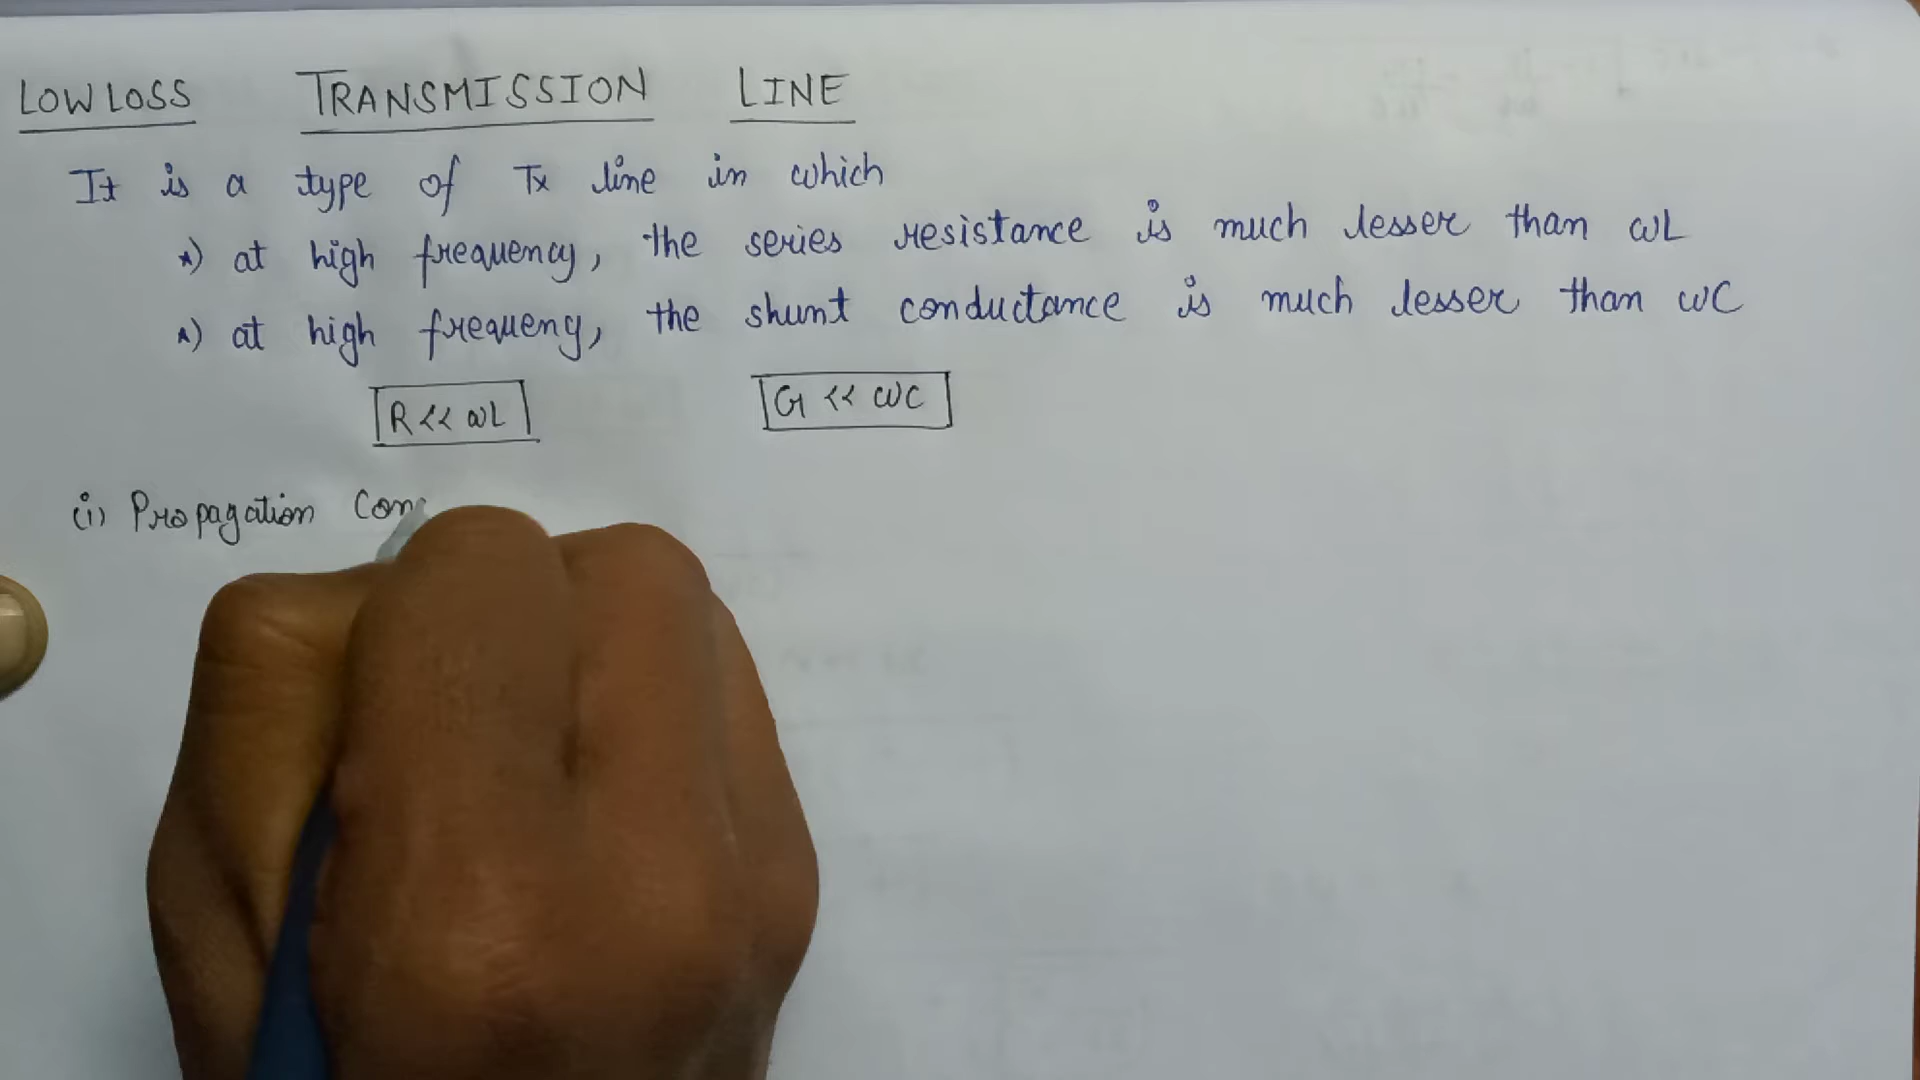 LOW LOSS TRANSMISSION LINE
It is a type of Tx line in which
*) at high frequency, the series resistance is much lesser than ωL
*) at high frequeny, the shunt conductance is much lesser than ωC
R << ωL G << ωC
(i) Propagation Con